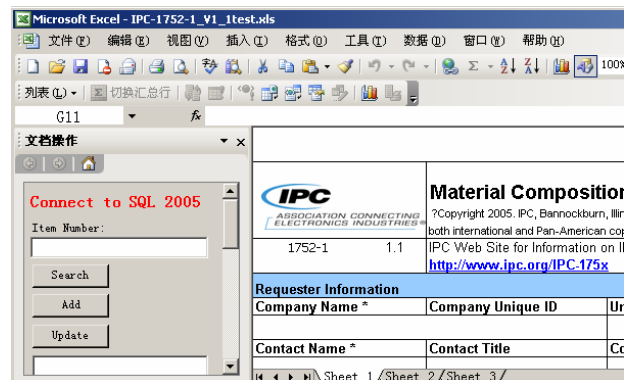 Microsoft Excel - IPC-1752-1_V1_1test.xls
文件(F) 编辑(E) 视图(V) 插入(I) 格式(O) 工具(T) 数据(D) 窗口(W) 帮助(H)
100%
列表(L) 切换汇总行
G11 fx
文档操作
Connect to SQL 2005
Item Number:
Search
Add
Update
IPC
ASSOCIATION CONNECTING
ELECTRONICS INDUSTRIES®
1752-1 1.1
Material Composition
?Copyright 2005. IPC, Bannockburn, Illin
both international and Pan-American cop
IPC Web Site for Information on I
http://www.ipc.org/IPC-175x
Requester Information
Company Name * Company Unique ID Un
Contact Name * Contact Title Co
Sheet 1 Sheet 2 Sheet 3